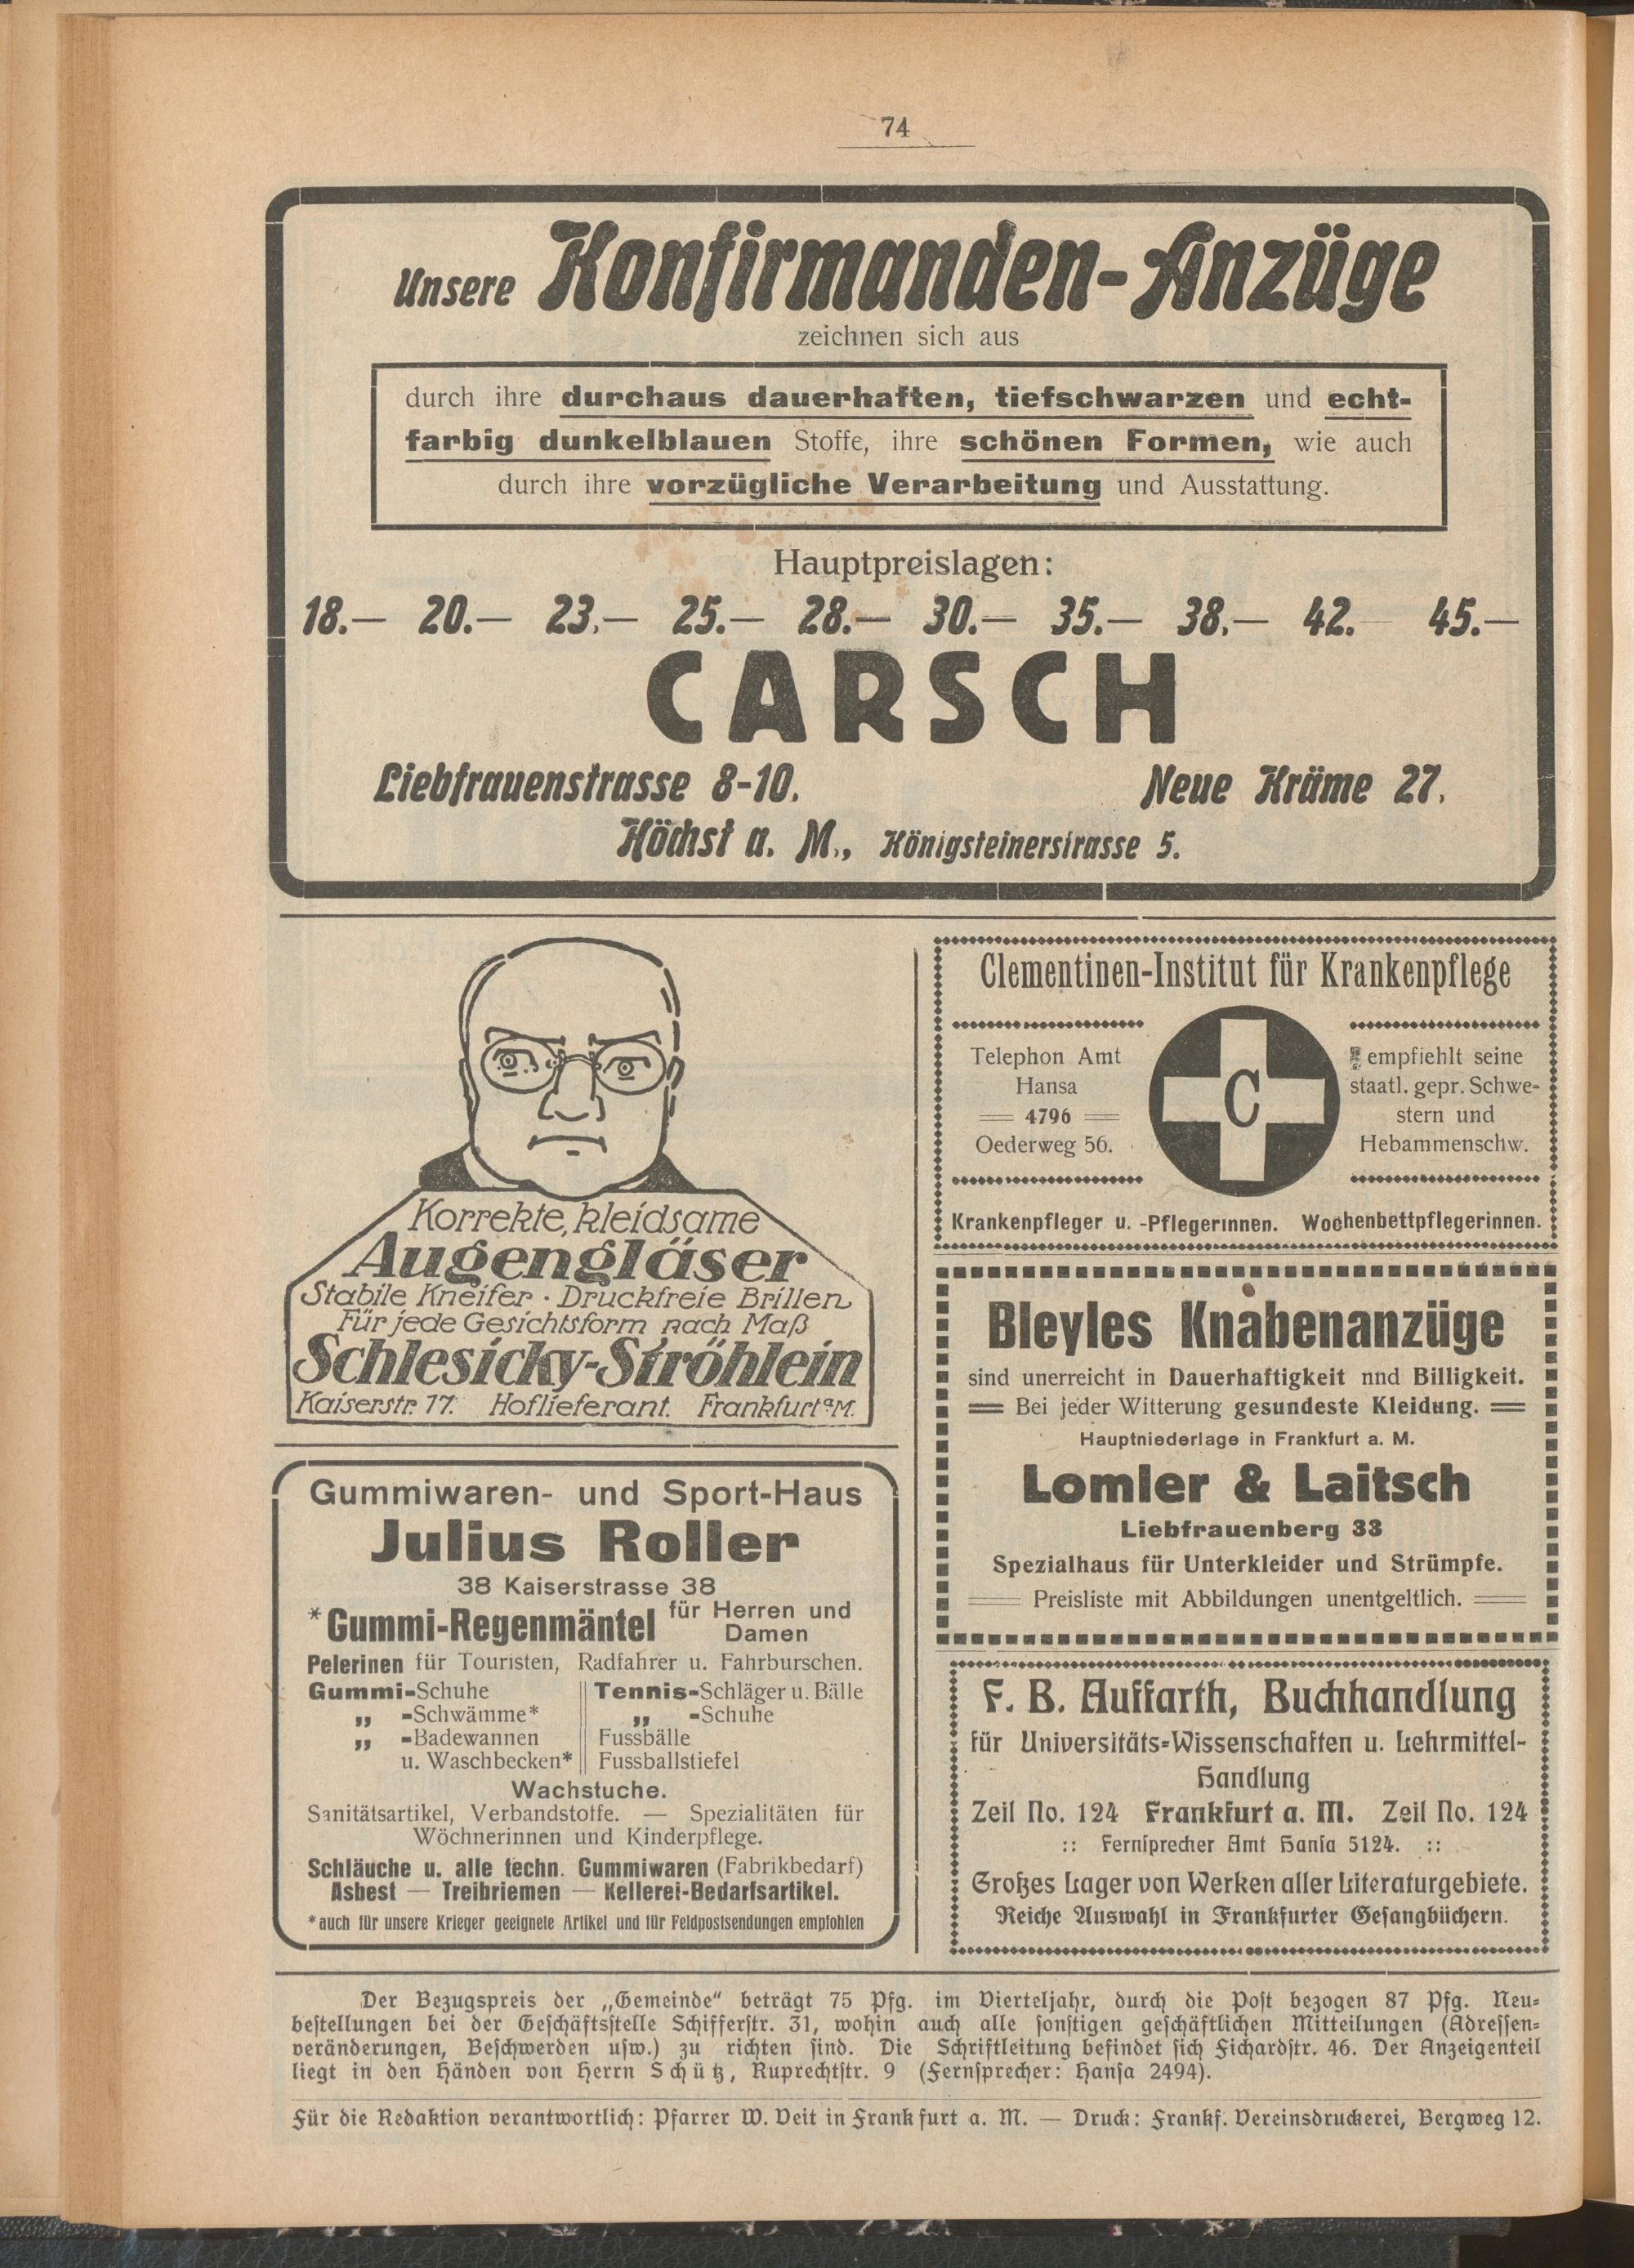 74
Unsere Konfirmanden-Anzüge
zeichnen sich aus
durch ihre durchaus dauerhaften, tiefschwarzen und echt-
farbig dunkelblauen Stoffe, ihre schönen Formen, wie auch
durch ihre vorzügliche Verarbeitung und Ausstattung.
Hauptpreislagen:
18.— 20.— 23.— 25.— 28.— 30.— 35.— 38.— 42.— 45.—
CARSCH
Liebfrauenstrasse 8-10. Neue Kräme 27.
Höchst a. M., Königsteinerstrasse 5.
Korrekte, kleidsame
Augengläser
Stabile Kneifer · Druckfreie Brillen
Für jede Gesichtsform nach Maß
Schlesicky-Ströhlein
Kaiserstr. 17. Hoflieferant. Frankfurt a. M.
Gummiwaren- und Sport-Haus
Julius Roller
38 Kaiserstrasse 38
*Gummi-Regenmäntel für Herren und
Damen
Pelerinen für Touristen, Radfahrer u. Fahrburschen.
Gummi-Schuhe
„ -Schwämme*
„ -Badewannen
u. Waschbecken*
Tennis-Schläger u. Bälle
„ -Schuhe
Fussbälle
Fussballstiefel
Wachstuche.
Sanitätsartikel, Verbandstoffe. — Spezialitäten für
Wöchnerinnen und Kinderpflege.
Schläuche u. alle techn. Gummiwaren (Fabrikbedarf)
Asbest — Treibriemen — Kellerei-Bedarfsartikel.
*auch für unsere Krieger geeignete Artikel und für Feldpostsendungen empfohlen
Clementinen-Institut für Krankenpflege
Telephon Amt
Hansa
4796
Oederweg 56.
C
empfiehlt seine
staatl. gepr. Schwe-
stern und
Hebammenschw.
Krankenpfleger u. -Pflegerinnen. Wochenbettpflegerinnen.
Bleyles Knabenanzüge
sind unerreicht in Dauerhaftigkeit nnd Billigkeit.
Bei jeder Witterung gesundeste Kleidung.
Hauptniederlage in Frankfurt a. M.
Lomler & Laitsch
Liebfrauenberg 33
Spezialhaus für Unterkleider und Strümpfe.
Preisliste mit Abbildungen unentgeltlich.
F. B. Auffarth, Buchhandlung
für Universitäts-Wissenschaften u. Lehrmittel-
Handlung
Zeil No. 124 Frankfurt a. M. Zeil No. 124
:: Fernsprecher Amt Hansa 5124. ::
Großes Lager von Werken aller Literaturgebiete.
Reiche Auswahl in Frankfurter Gesangbüchern.
Der Bezugspreis der „Gemeinde“ beträgt 75 Pfg. im Vierteljahr, durch die Post bezogen 87 Pfg. Neu-
bestellungen bei der Geschäftsstelle Schifferstr. 31, wohin auch alle sonstigen geschäftlichen Mitteilungen (Adressen-
veränderungen, Beschwerden usw.) zu richten sind. Die Schriftleitung befindet sich Fichardstr. 46. Der Anzeigenteil
liegt in den Händen von Herrn Schütz, Ruprechtstr. 9 (Fernsprecher: Hansa 2494).
Für die Redaktion verantwortlich: Pfarrer W. Veit in Frankfurt a. M. — Druck: Frankf. Vereinsdruckerei, Bergweg 12.